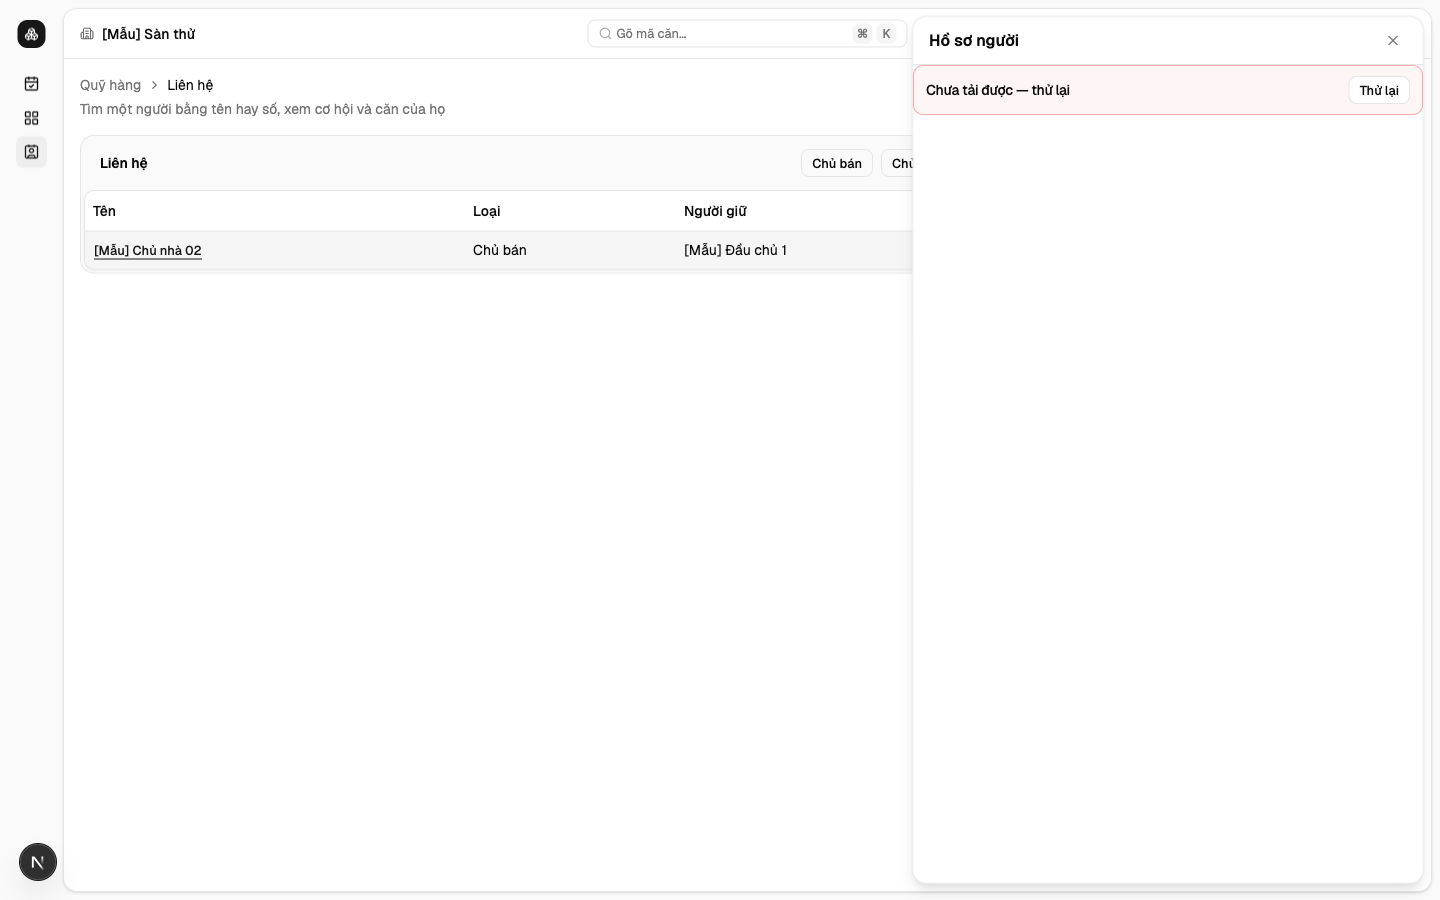 [Mẫu] Sàn thử
Gõ mã căn...
⌘ K
Quỹ hàng > Liên hệ
Tìm một người bằng tên hay số, xem cơ hội và căn của họ
Liên hệ
Chủ bán
Tên Loại Người giữ
[Mẫu] Chủ nhà 02 Chủ bán [Mẫu] Đầu chủ 1
Hồ sơ người
Chưa tải được — thử lại
Thử lại
N